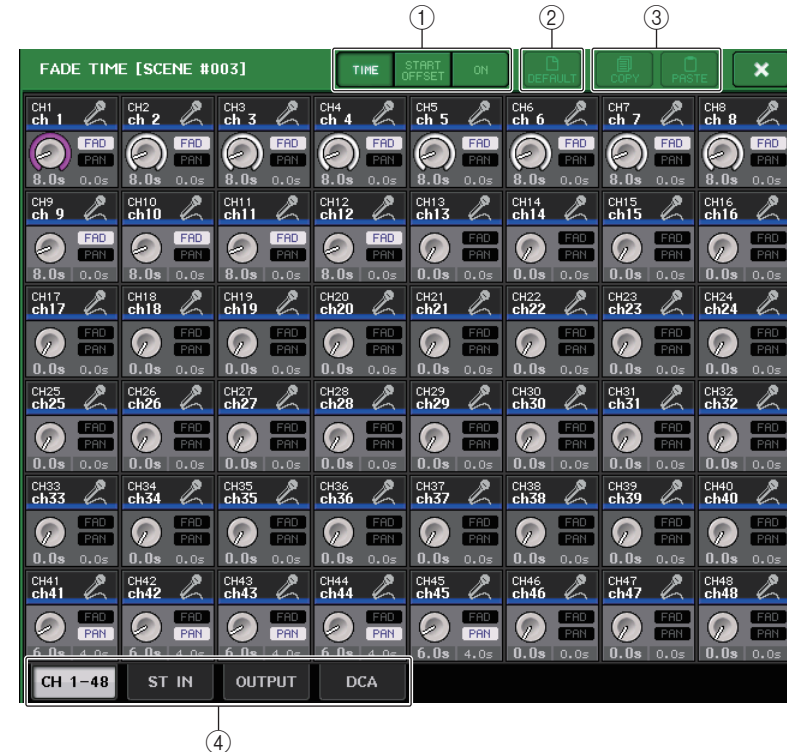 ① ② ③
FADE TIME [SCENE #003] TIME START OFFSET ON DEFAULT COPY PASTE ×
CH1 CH2 CH3 CH4 CH5 CH6 CH7 CH8
ch 1 ch 2 ch 3 ch 4 ch 5 ch 6 ch 7 ch 8
FAD FAD FAD FAD FAD FAD FAD FAD
PAN PAN PAN PAN PAN PAN PAN PAN
8.0s 0.0s 8.0s 0.0s 8.0s 0.0s 8.0s 0.0s 8.0s 0.0s 8.0s 0.0s 8.0s 0.0s 8.0s 0.0s
CH9 CH10 CH11 CH12 CH13 CH14 CH15 CH16
ch 9 ch10 ch11 ch12 ch13 ch14 ch15 ch16
FAD FAD FAD FAD FAD FAD FAD FAD
PAN PAN PAN PAN PAN PAN PAN PAN
8.0s 0.0s 8.0s 0.0s 8.0s 0.0s 8.0s 0.0s 0.0s 0.0s 0.0s 0.0s 0.0s 0.0s 0.0s 0.0s
CH17 CH18 CH19 CH20 CH21 CH22 CH23 CH24
ch17 ch18 ch19 ch20 ch21 ch22 ch23 ch24
FAD FAD FAD FAD FAD FAD FAD FAD
PAN PAN PAN PAN PAN PAN PAN PAN
0.0s 0.0s 0.0s 0.0s 0.0s 0.0s 0.0s 0.0s 0.0s 0.0s 0.0s 0.0s 0.0s 0.0s 0.0s 0.0s
CH25 CH26 CH27 CH28 CH29 CH30 CH31 CH32
ch25 ch26 ch27 ch28 ch29 ch30 ch31 ch32
FAD FAD FAD FAD FAD FAD FAD FAD
PAN PAN PAN PAN PAN PAN PAN PAN
0.0s 0.0s 0.0s 0.0s 0.0s 0.0s 0.0s 0.0s 0.0s 0.0s 0.0s 0.0s 0.0s 0.0s 0.0s 0.0s
CH33 CH34 CH35 CH36 CH37 CH38 CH39 CH40
ch33 ch34 ch35 ch36 ch37 ch38 ch39 ch40
FAD FAD FAD FAD FAD FAD FAD FAD
PAN PAN PAN PAN PAN PAN PAN PAN
0.0s 0.0s 0.0s 0.0s 0.0s 0.0s 0.0s 0.0s 0.0s 0.0s 0.0s 0.0s 0.0s 0.0s 0.0s 0.0s
CH41 CH42 CH43 CH44 CH45 CH46 CH47 CH48
ch41 ch42 ch43 ch44 ch45 ch46 ch47 ch48
FAD FAD FAD FAD FAD FAD FAD FAD
PAN PAN PAN PAN PAN PAN PAN PAN
6.0s 4.0s 6.0s 4.0s 6.0s 4.0s 6.0s 4.0s 6.0s 4.0s 0.0s 0.0s 0.0s 0.0s 0.0s 0.0s
CH 1-48 ST IN OUTPUT DCA
④